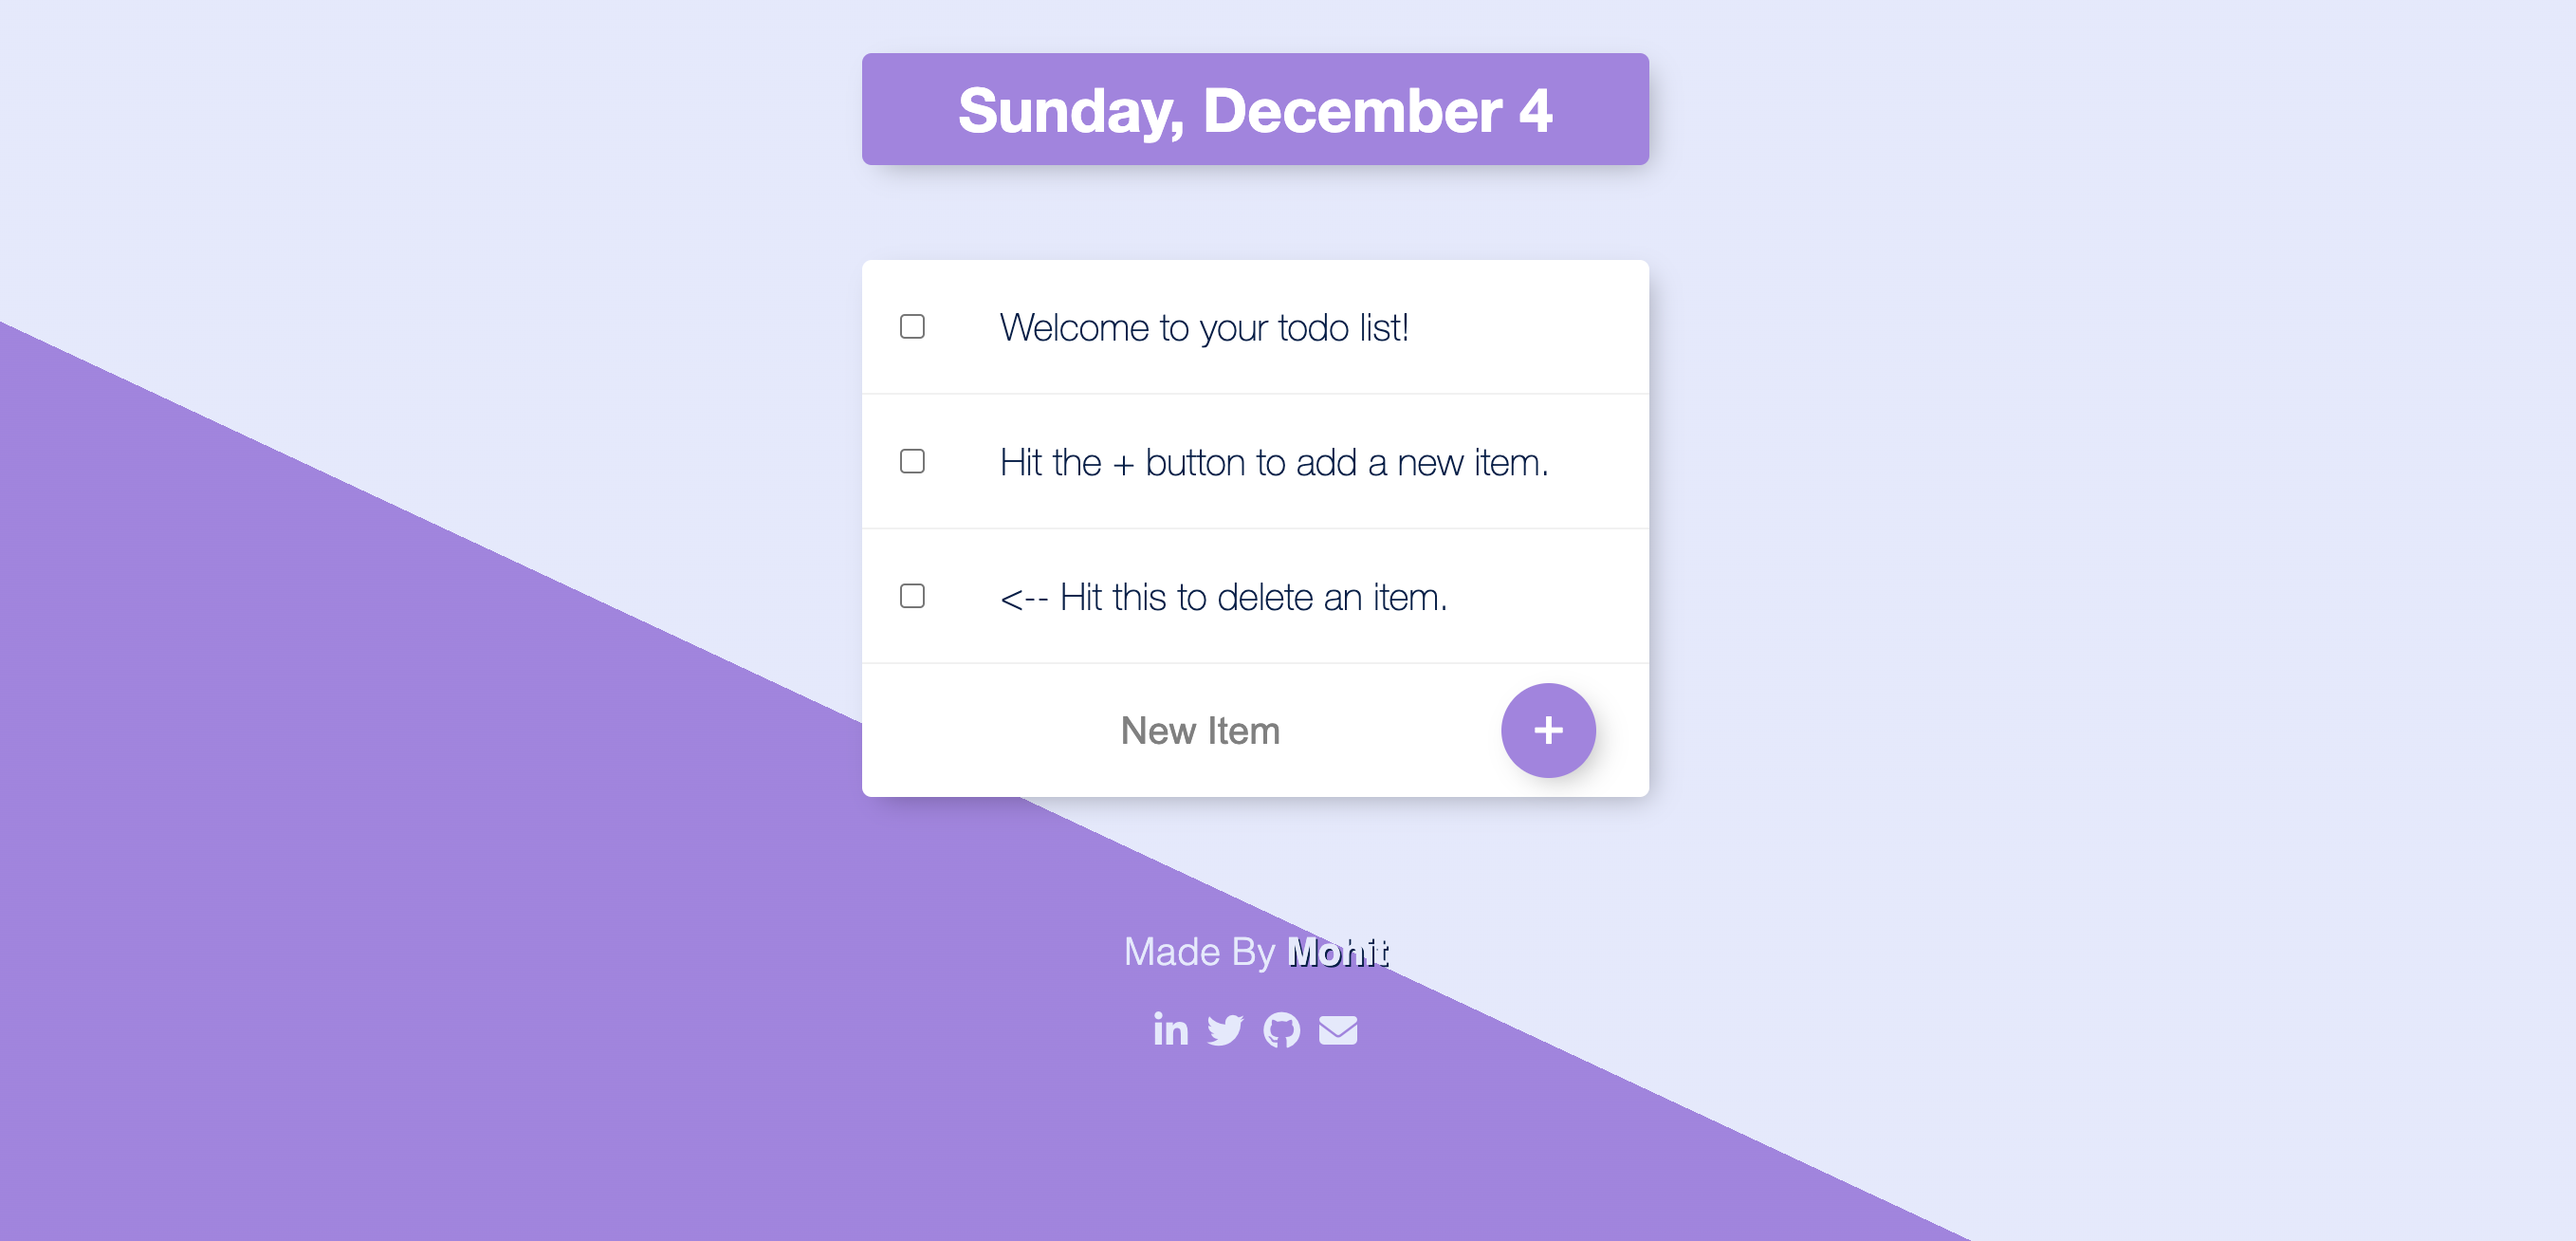 Sunday, December 4
Welcome to your todo list!
Hit the + button to add a new item.
<-- Hit this to delete an item.
New Item +
Made By Mohit
in